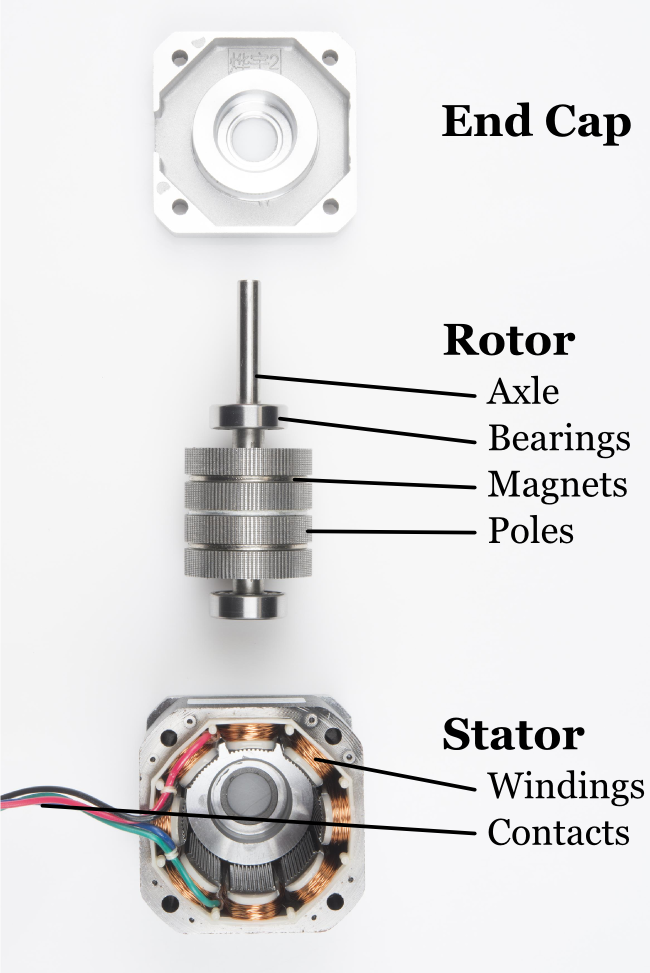 End Cap
Rotor
Axle
Bearings
Magnets
Poles
Stator
Windings
Contacts